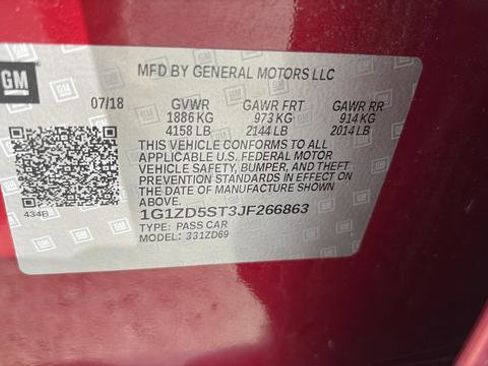 GM
MFD BY GENERAL MOTORS LLC
07/18 GVWR GAWR FRT GAWR RR
1886 KG 973 KG 914 KG
4158 LB 2144 LB 2014 LB
THIS VEHICLE CONFORMS TO ALL
APPLICABLE U.S. FEDERAL MOTOR
VEHICLE SAFETY, BUMPER, AND THEFT
PREVENTION STANDARDS IN EFFECT ON
THE DATE OF MANUFACTURE SHOWN
ABOVE.
434B
1G1ZD5ST3JF266863
TYPE: PASS CAR
MODEL: 331ZD69